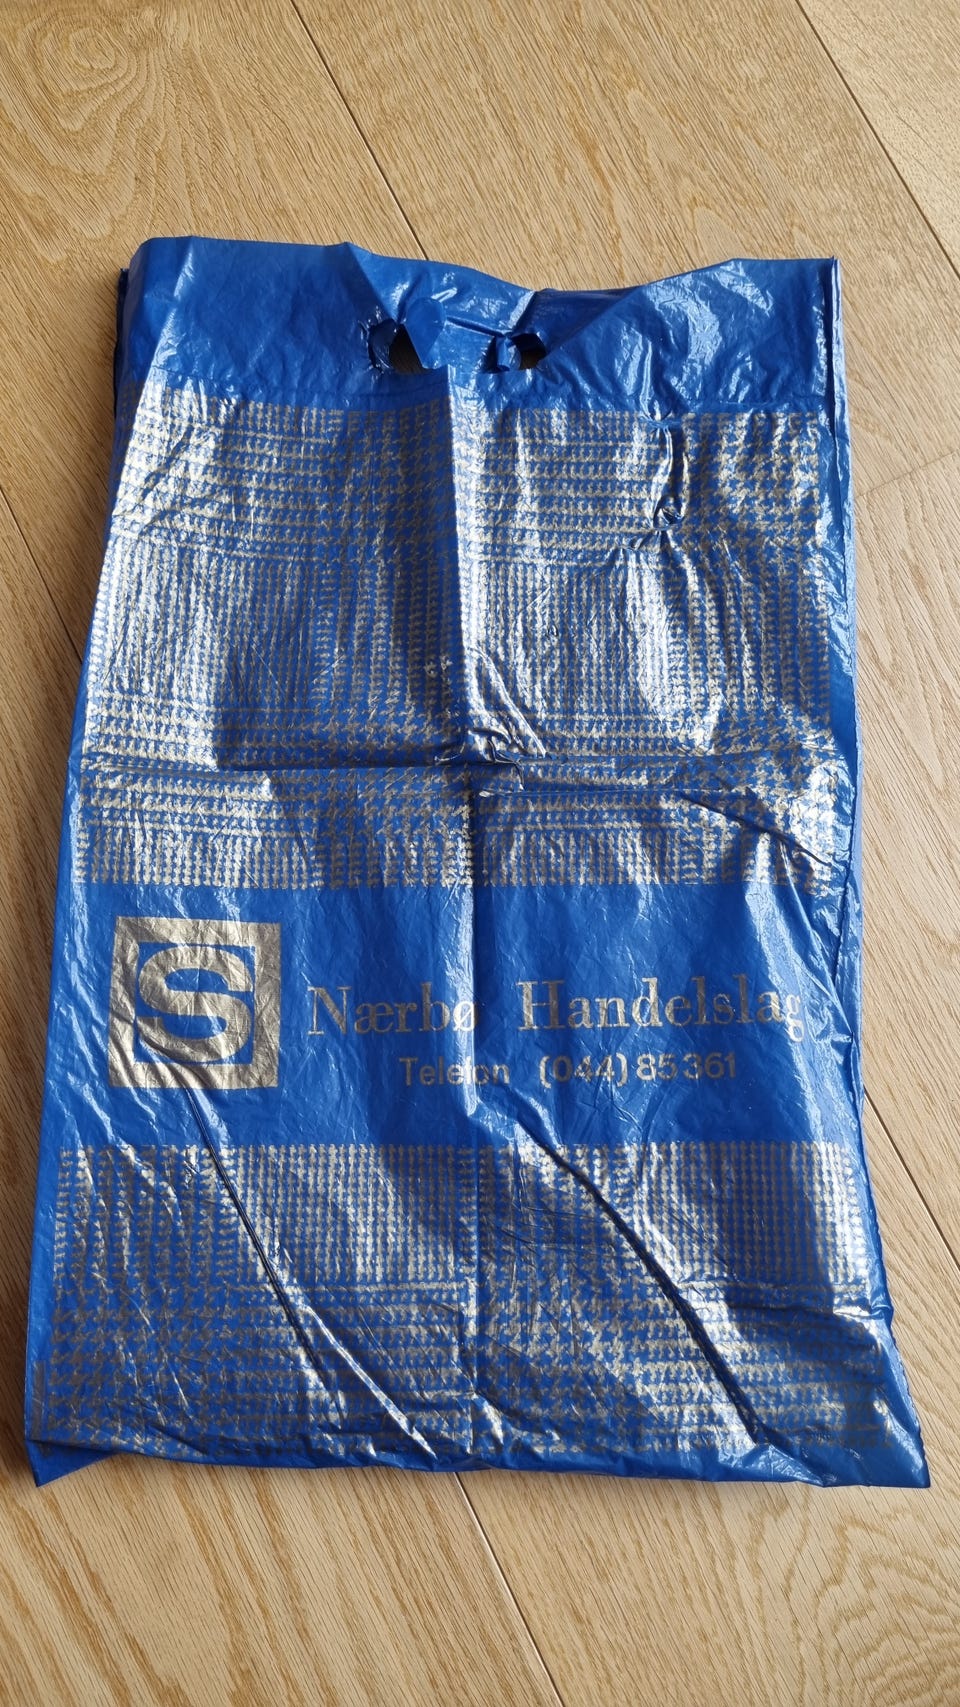 S
Nærbø Handelslag
Telefon (044) 85361